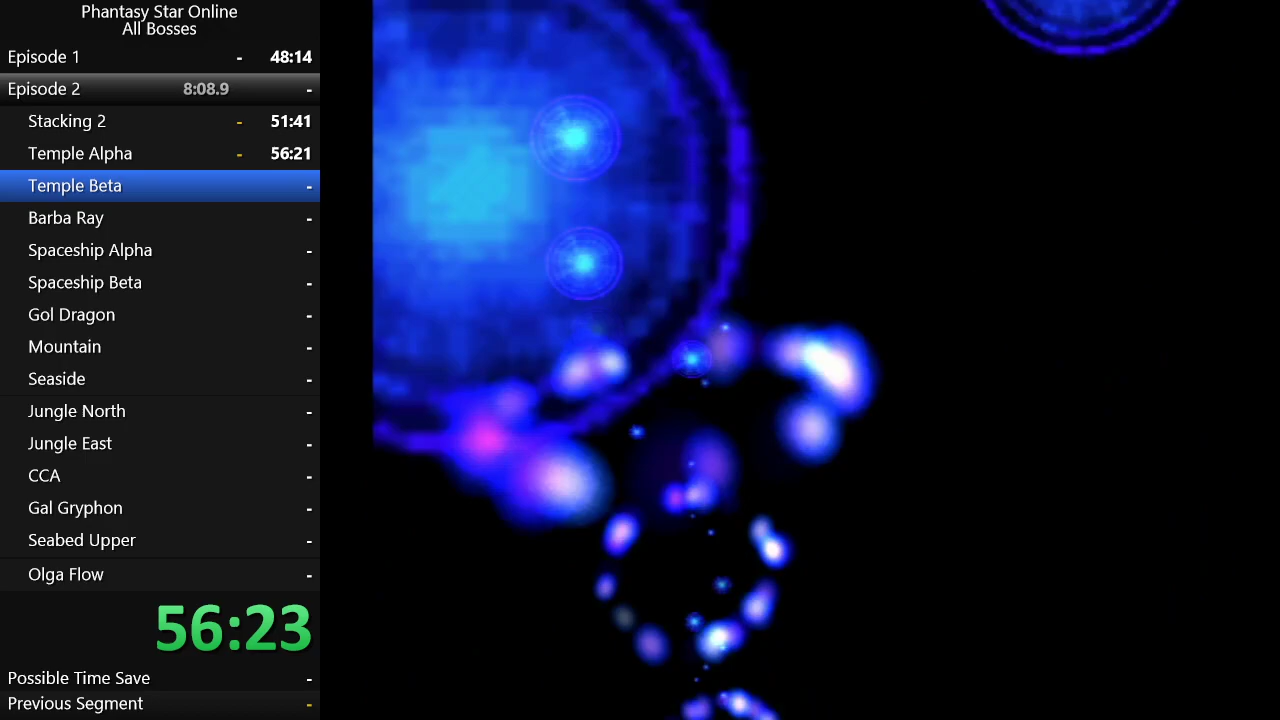 Phantasy Star Online
All Bosses
Episode 1 - 48:14
Episode 2 8:08.9 -
Stacking 2 - 51:41
Temple Alpha - 56:21
Temple Beta -
Barba Ray -
Spaceship Alpha -
Spaceship Beta -
Gol Dragon -
Mountain -
Seaside -
Jungle North -
Jungle East -
CCA -
Gal Gryphon -
Seabed Upper -
Olga Flow -
56:23
Possible Time Save -
Previous Segment -